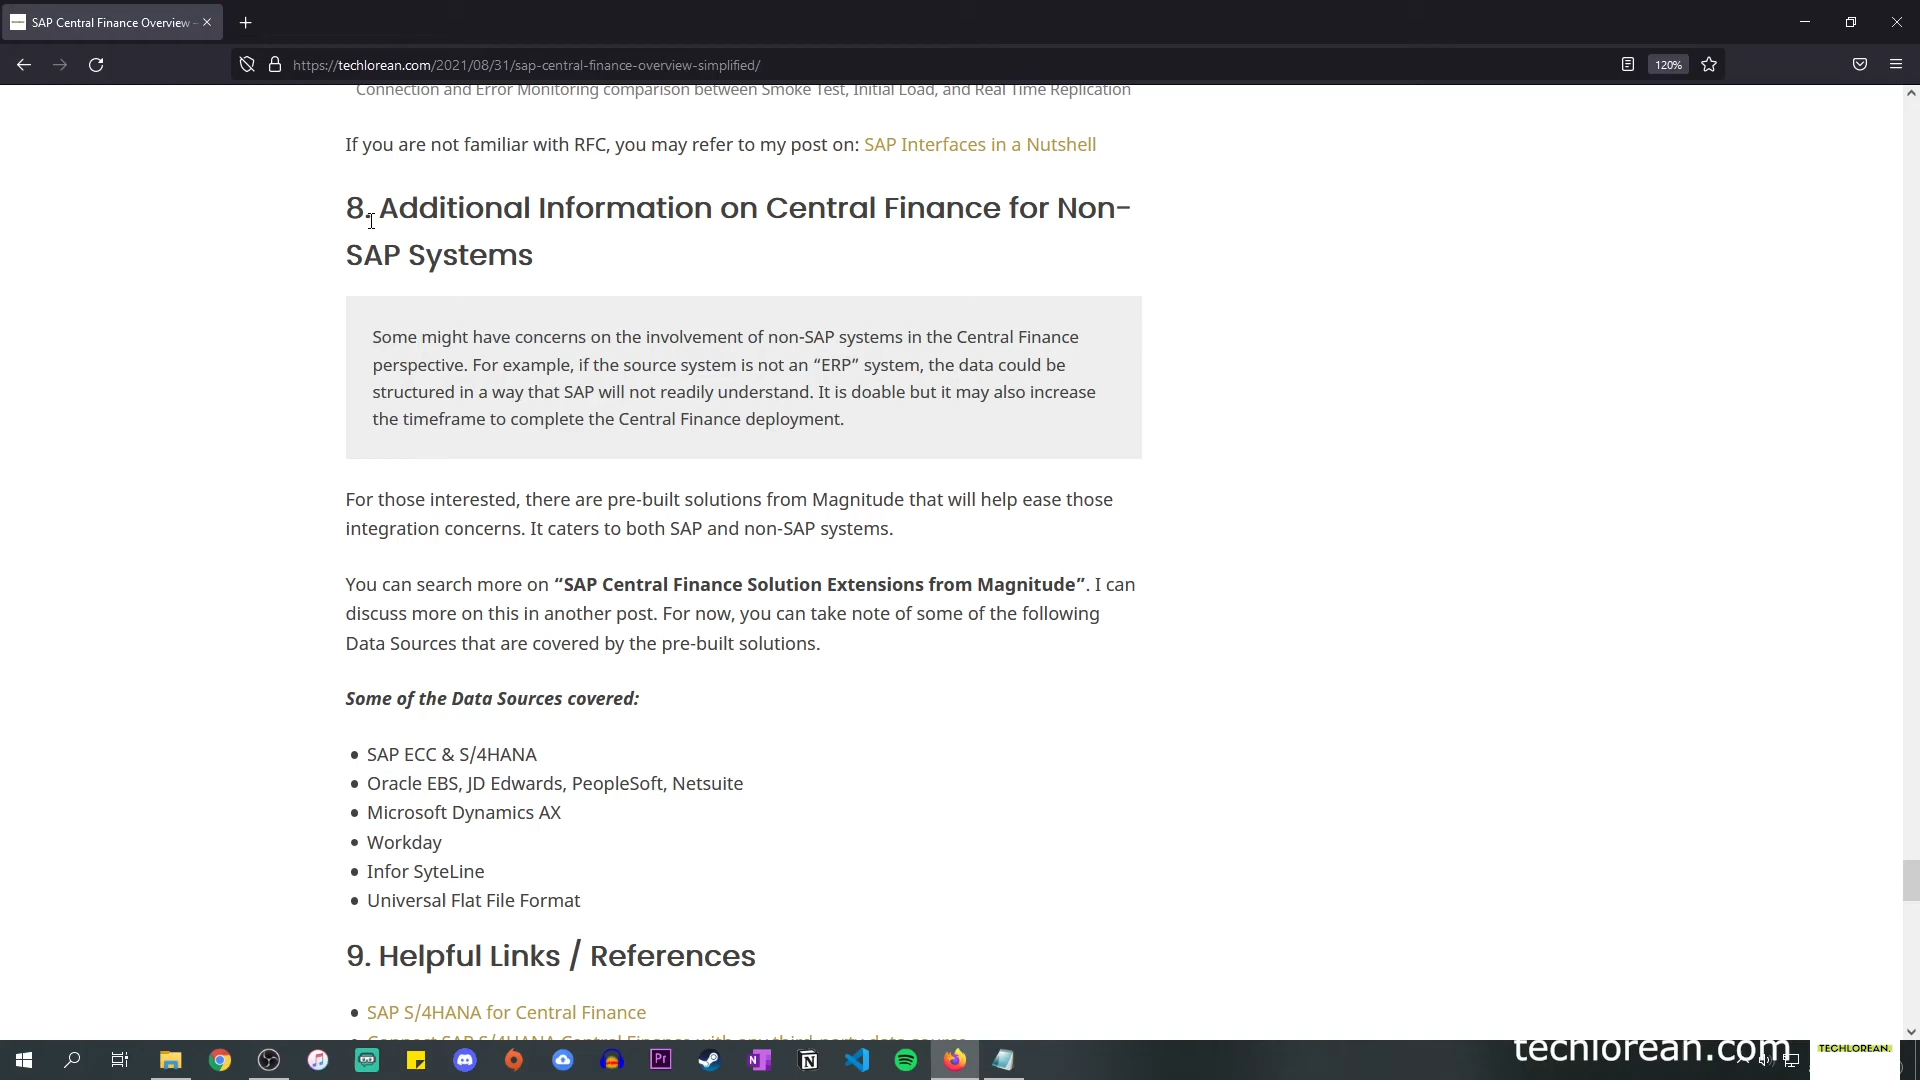 SAP Central Finance Overview -
https://techlorean.com/2021/08/31/sap-central-finance-overview-simplified/
120%
Connection and Error Monitoring comparison between Smoke Test, Initial Load, and Real Time Replication
If you are not familiar with RFC, you may refer to my post on: SAP Interfaces in a Nutshell
8. Additional Information on Central Finance for Non-
SAP Systems
Some might have concerns on the involvement of non-SAP systems in the Central Finance
perspective. For example, if the source system is not an “ERP” system, the data could be
structured in a way that SAP will not readily understand. It is doable but it may also increase
the timeframe to complete the Central Finance deployment.
For those interested, there are pre-built solutions from Magnitude that will help ease those
integration concerns. It caters to both SAP and non-SAP systems.
You can search more on “SAP Central Finance Solution Extensions from Magnitude”. I can
discuss more on this in another post. For now, you can take note of some of the following
Data Sources that are covered by the pre-built solutions.
Some of the Data Sources covered:
• SAP ECC & S/4HANA
• Oracle EBS, JD Edwards, PeopleSoft, Netsuite
• Microsoft Dynamics AX
• Workday
• Infor SyteLine
• Universal Flat File Format
9. Helpful Links / References
• SAP S/4HANA for Central Finance
• Connect SAP S/4HANA Central Finance with any third-party data source
techlorean.com
TECHLOREAN.